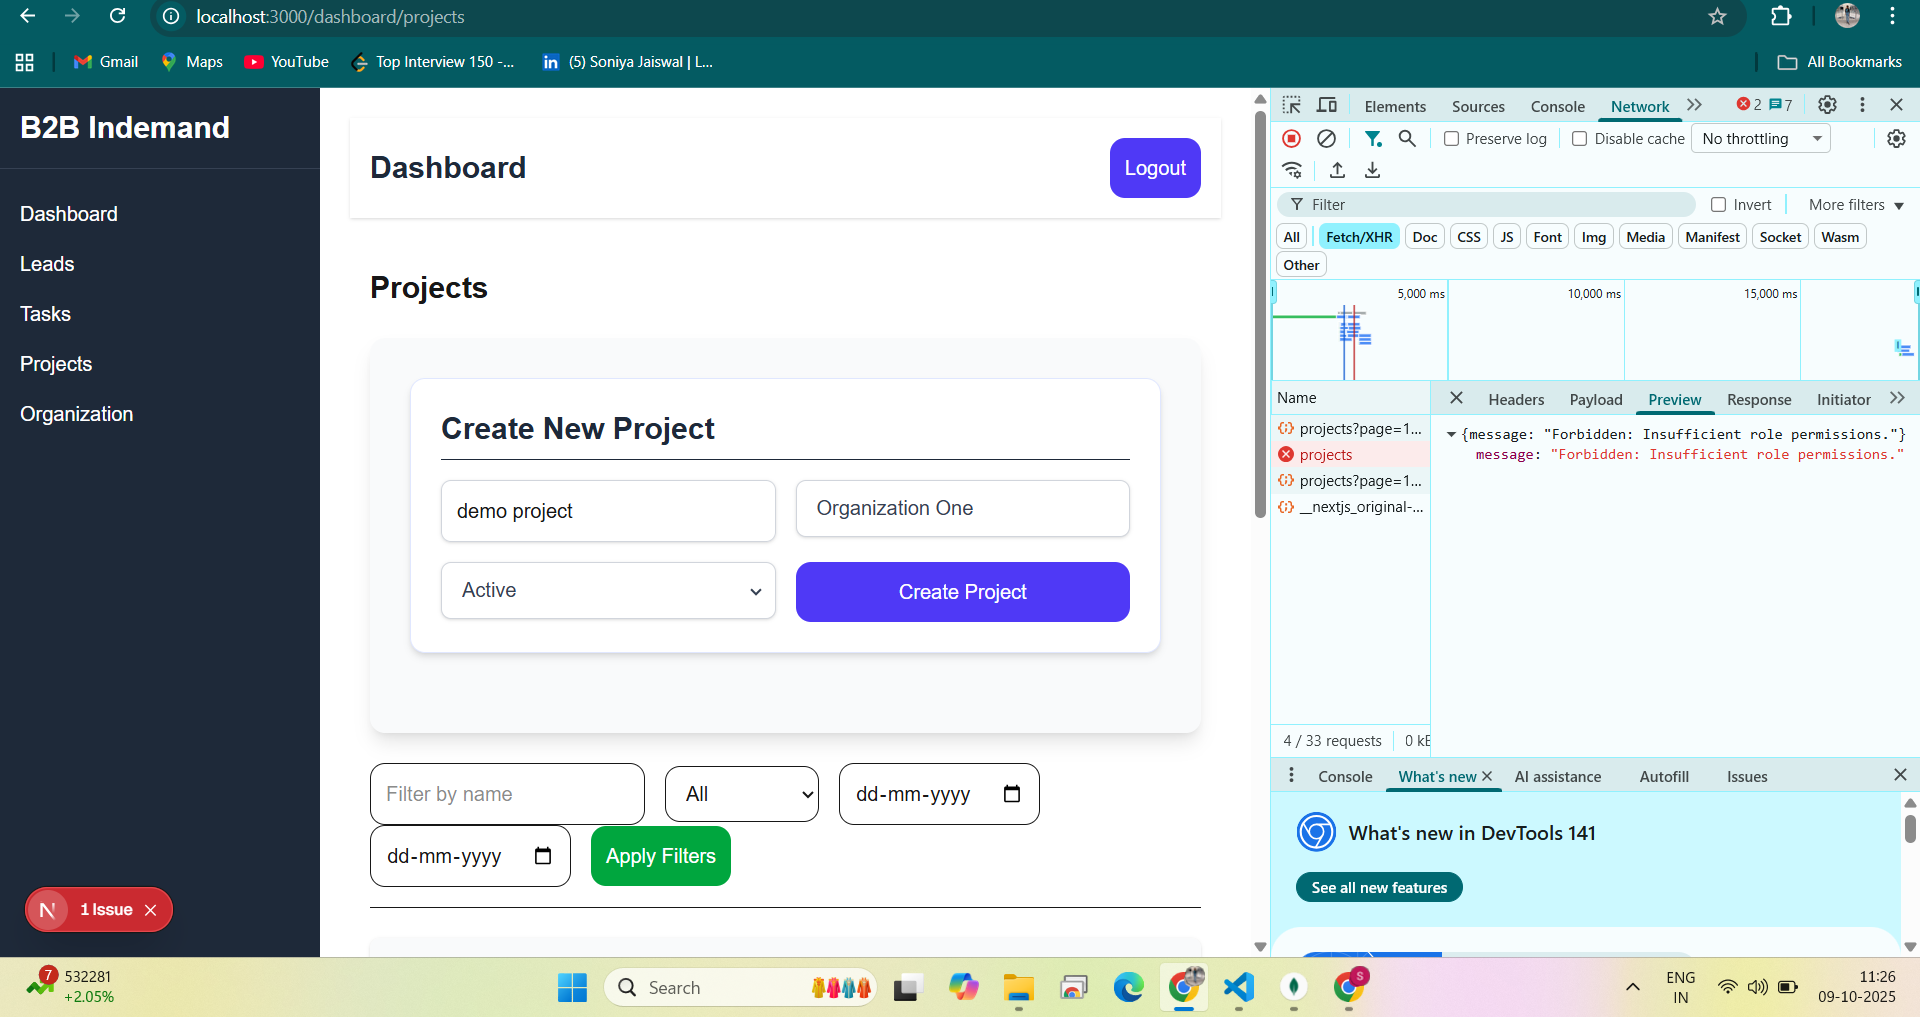 localhost:3000/dashboard/projects
Gmail
Maps
YouTube
Top Interview 150 -...
in
(5) Soniya Jaiswal | L...
All Bookmarks
B2B Indemand
Dashboard
Leads
Tasks
Projects
Organization
N
1 Issue
Dashboard
Logout
Projects
Create New Project
demo project
Organization One
Active
Create Project
Filter by name
All
dd-mm-yyyy
dd-mm-yyyy
Apply Filters
Elements
Sources
Console
Network
2
7
Preserve log
Disable cache
No throttling
Filter
Invert
More filters
All
Fetch/XHR
Doc
CSS
JS
Font
Img
Media
Manifest
Socket
Wasm
Other
5,000 ms
10,000 ms
15,000 ms
Name
Headers
Payload
Preview
Response
Initiator
projects?page=1...
projects
projects?page=1...
__nextjs_original-...
{message: "Forbidden: Insufficient role permissions."}
message: "Forbidden: Insufficient role permissions."
4 / 33 requests
0 kE
Console
What's new
AI assistance
Autofill
Issues
What's new in DevTools 141
See all new features
7
532281
+2.05%
Search
S
ENG
IN
11:26
09-10-2025